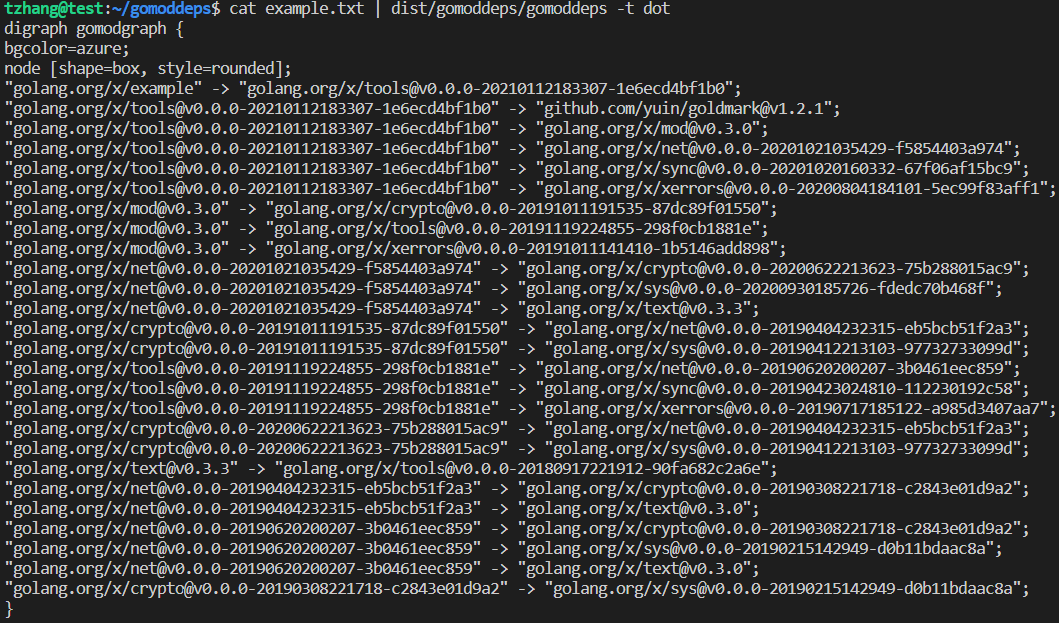 tzhang@test:~/gomoddeps$ cat example.txt | dist/gomoddeps/gomoddeps -t dot
digraph gomodgraph {
bgcolor=azure;
node [shape=box, style=rounded];
"golang.org/x/example" -> "golang.org/x/tools@v0.0.0-20210112183307-1e6ecd4bf1b0";
"golang.org/x/tools@v0.0.0-20210112183307-1e6ecd4bf1b0" -> "github.com/yuin/goldmark@v1.2.1";
"golang.org/x/tools@v0.0.0-20210112183307-1e6ecd4bf1b0" -> "golang.org/x/mod@v0.3.0";
"golang.org/x/tools@v0.0.0-20210112183307-1e6ecd4bf1b0" -> "golang.org/x/net@v0.0.0-20201021035429-f5854403a974";
"golang.org/x/tools@v0.0.0-20210112183307-1e6ecd4bf1b0" -> "golang.org/x/sync@v0.0.0-20201020160332-67f06af15bc9";
"golang.org/x/tools@v0.0.0-20210112183307-1e6ecd4bf1b0" -> "golang.org/x/xerrors@v0.0.0-20200804184101-5ec99f83aff1";
"golang.org/x/mod@v0.3.0" -> "golang.org/x/crypto@v0.0.0-20191011191535-87dc89f01550";
"golang.org/x/mod@v0.3.0" -> "golang.org/x/tools@v0.0.0-20191119224855-298f0cb1881e";
"golang.org/x/mod@v0.3.0" -> "golang.org/x/xerrors@v0.0.0-20191011141410-1b5146add898";
"golang.org/x/net@v0.0.0-20201021035429-f5854403a974" -> "golang.org/x/crypto@v0.0.0-20200622213623-75b288015ac9";
"golang.org/x/net@v0.0.0-20201021035429-f5854403a974" -> "golang.org/x/sys@v0.0.0-20200930185726-fdedc70b468f";
"golang.org/x/net@v0.0.0-20201021035429-f5854403a974" -> "golang.org/x/text@v0.3.3";
"golang.org/x/crypto@v0.0.0-20191011191535-87dc89f01550" -> "golang.org/x/net@v0.0.0-20190404232315-eb5bcb51f2a3";
"golang.org/x/crypto@v0.0.0-20191011191535-87dc89f01550" -> "golang.org/x/sys@v0.0.0-20190412213103-97732733099d";
"golang.org/x/tools@v0.0.0-20191119224855-298f0cb1881e" -> "golang.org/x/net@v0.0.0-20190620200207-3b0461eec859";
"golang.org/x/tools@v0.0.0-20191119224855-298f0cb1881e" -> "golang.org/x/sync@v0.0.0-20190423024810-112230192c58";
"golang.org/x/tools@v0.0.0-20191119224855-298f0cb1881e" -> "golang.org/x/xerrors@v0.0.0-20190717185122-a985d3407aa7";
"golang.org/x/crypto@v0.0.0-20200622213623-75b288015ac9" -> "golang.org/x/net@v0.0.0-20190404232315-eb5bcb51f2a3";
"golang.org/x/crypto@v0.0.0-20200622213623-75b288015ac9" -> "golang.org/x/sys@v0.0.0-20190412213103-97732733099d";
"golang.org/x/text@v0.3.3" -> "golang.org/x/tools@v0.0.0-20180917221912-90fa682c2a6e";
"golang.org/x/net@v0.0.0-20190404232315-eb5bcb51f2a3" -> "golang.org/x/crypto@v0.0.0-20190308221718-c2843e01d9a2";
"golang.org/x/net@v0.0.0-20190404232315-eb5bcb51f2a3" -> "golang.org/x/text@v0.3.0";
"golang.org/x/net@v0.0.0-20190620200207-3b0461eec859" -> "golang.org/x/crypto@v0.0.0-20190308221718-c2843e01d9a2";
"golang.org/x/net@v0.0.0-20190620200207-3b0461eec859" -> "golang.org/x/sys@v0.0.0-20190215142949-d0b11bdaac8a";
"golang.org/x/net@v0.0.0-20190620200207-3b0461eec859" -> "golang.org/x/text@v0.3.0";
"golang.org/x/crypto@v0.0.0-20190308221718-c2843e01d9a2" -> "golang.org/x/sys@v0.0.0-20190215142949-d0b11bdaac8a";
}